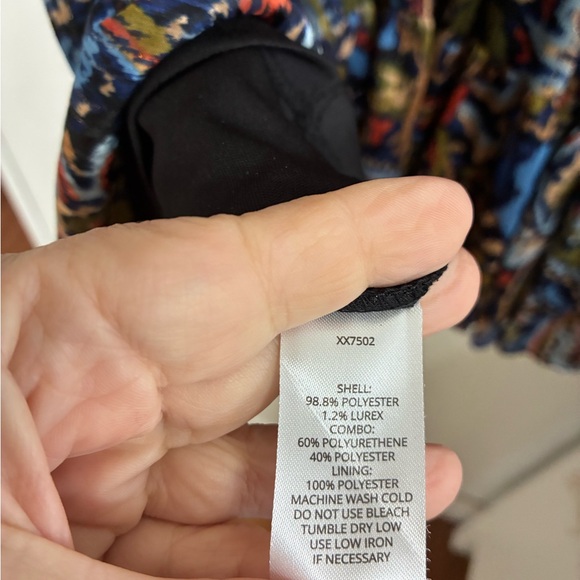 XX7502
SHELL:
98.8% POLYESTER
1.2% LUREX
COMBO:
60% POLYURETHENE
40% POLYESTER
LINING:
100% POLYESTER
MACHINE WASH COLD
DO NOT USE BLEACH
TUMBLE DRY LOW
USE LOW IRON
IF NECESSARY